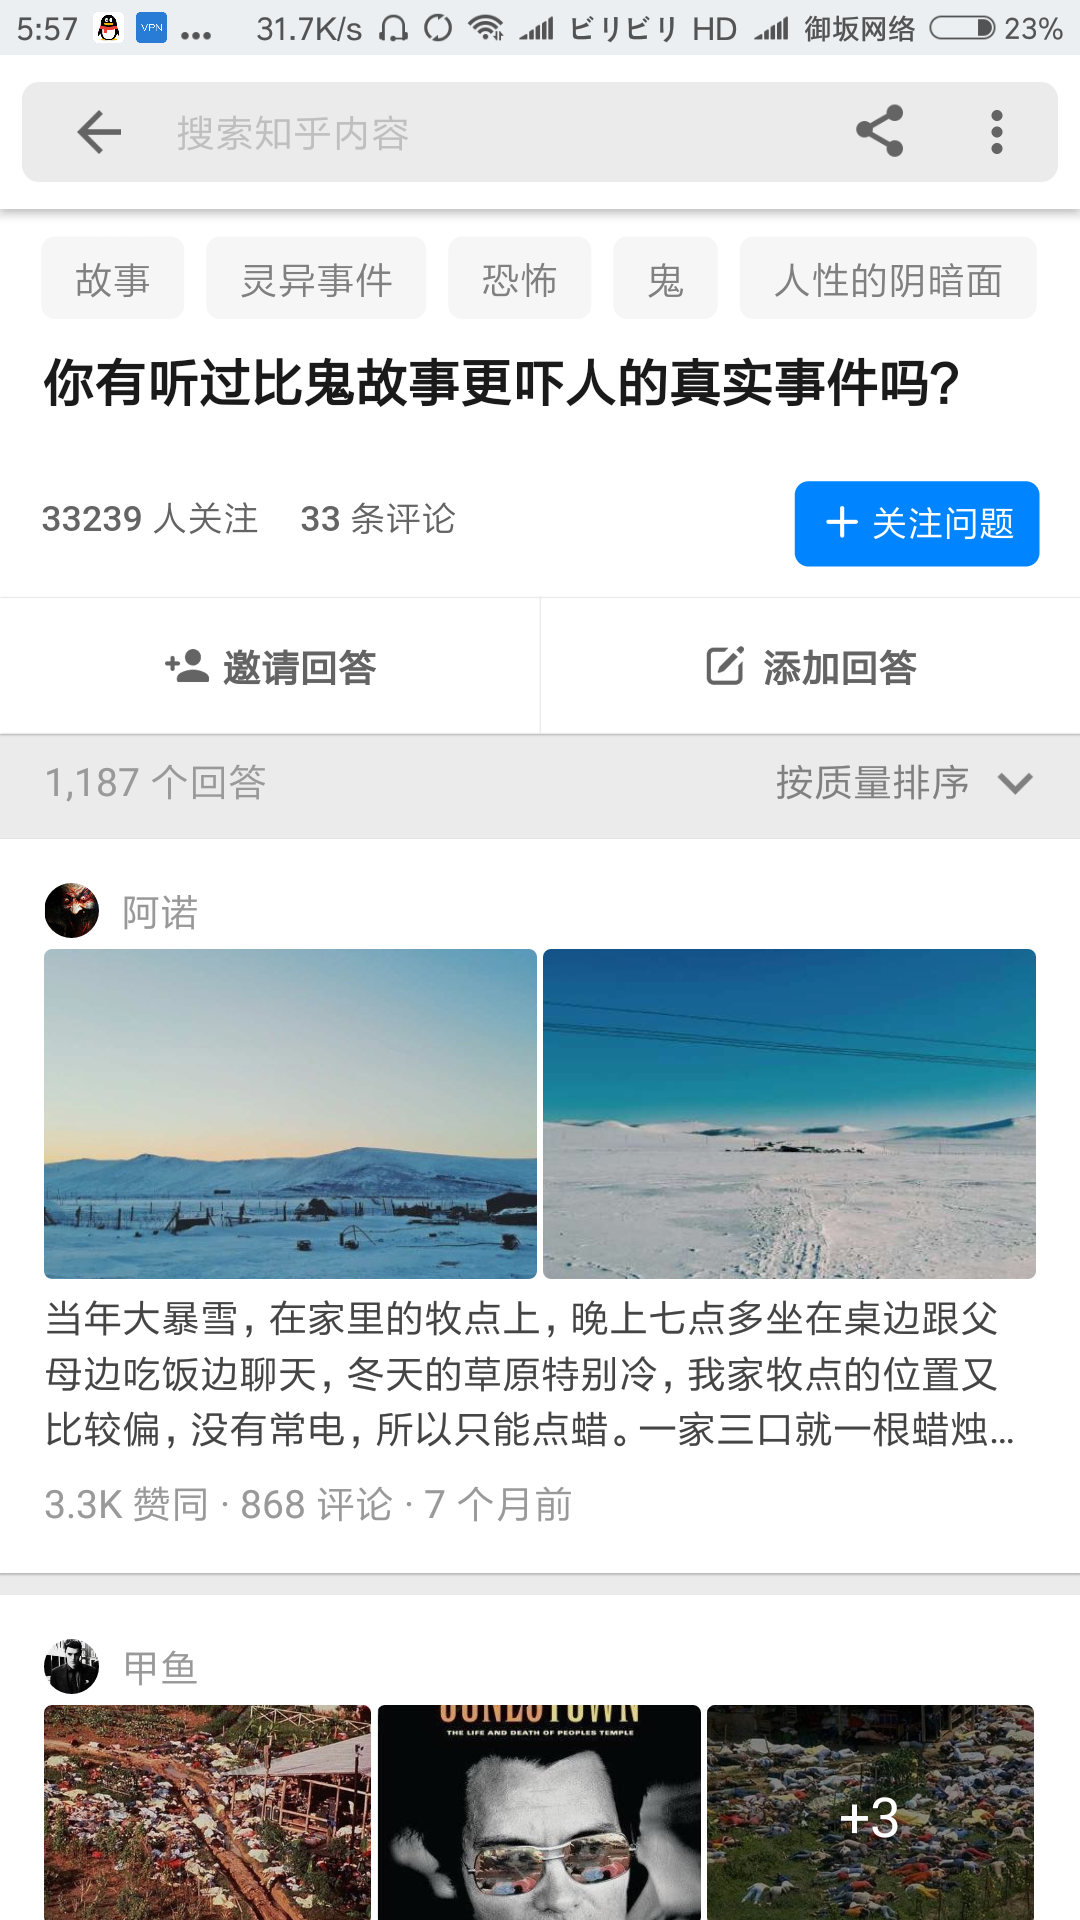 5:57 VPN ... 31.7K/s ビリビリ HD 御坂网络 23%
搜索知乎内容
故事 灵异事件 恐怖 鬼 人性的阴暗面
你有听过比鬼故事更吓人的真实事件吗?
33239 人关注 33 条评论 + 关注问题
邀请回答 添加回答
1,187 个回答 按质量排序
阿诺
当年大暴雪,在家里的牧点上,晚上七点多坐在桌边跟父
母边吃饭边聊天,冬天的草原特别冷,我家牧点的位置又
比较偏,没有常电,所以只能点蜡。一家三口就一根蜡烛...
3.3K 赞同 · 868 评论 · 7 个月前
甲鱼
JONESTOWN
THE LIFE AND DEATH OF PEOPLES TEMPLE
+3